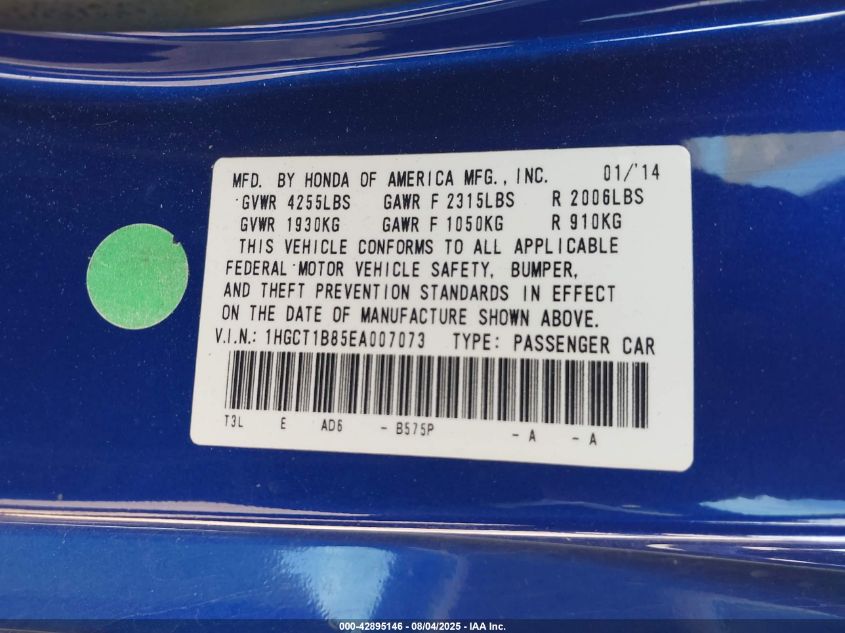 MFD. BY HONDA OF AMERICA MFG., INC. 01/'14
GVWR 4255LBS GAWR F 2315LBS R 2006LBS
GVWR 1930KG GAWR F 1050KG R 910KG
THIS VEHICLE CONFORMS TO ALL APPLICABLE
FEDERAL MOTOR VEHICLE SAFETY, BUMPER,
AND THEFT PREVENTION STANDARDS IN EFFECT
ON THE DATE OF MANUFACTURE SHOWN ABOVE.
V.I.N.: 1HGCT1B85EA007073 TYPE: PASSENGER CAR
T3L E AD6 - B575P - A - A
000-42895146 - 08/04/2025 - IAA Inc.